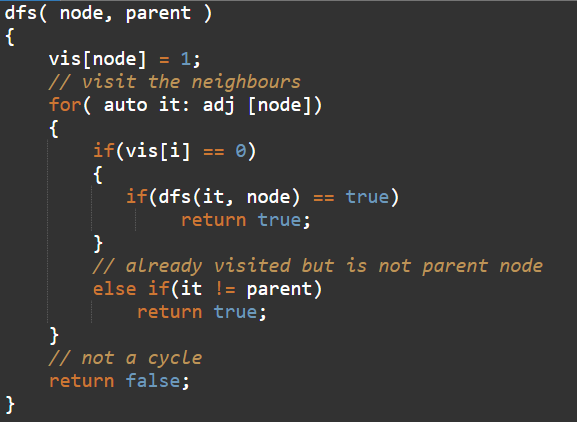 dfs( node, parent )
{
vis[node] = 1;
// visit the neighbours
for( auto it: adj [node])
{
if(vis[i] == 0)
{
if(dfs(it, node) == true)
return true;
}
// already visited but is not parent node
else if(it != parent)
return true;
}
// not a cycle
return false;
}